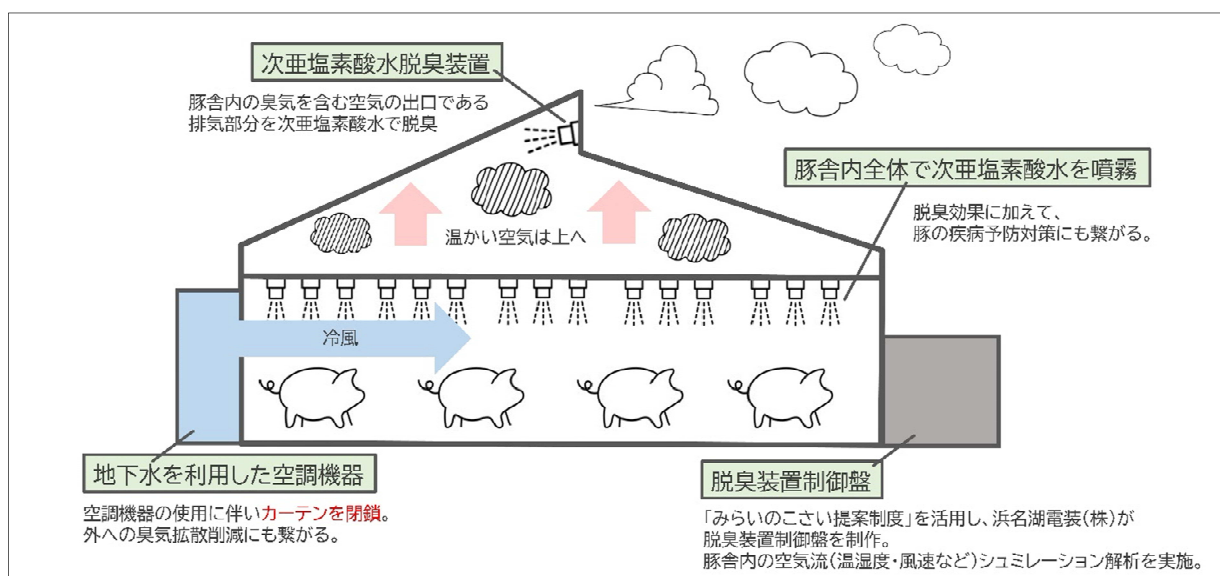 次亜塩素酸水脱臭装置
豚舎内の臭気を含む空気の出口である
排気部分を次亜塩素酸水で脱臭
豚舎内全体で次亜塩素酸水を噴霧
脱臭効果に加えて、
豚の疾病予防対策にも繋がる。
温かい空気は上へ
冷風
地下水を利用した空調機器
空調機器の使用に伴いカーテンを閉鎖。
外への臭気拡散削減にも繋がる。
脱臭装置制御盤
「みらいのこさい提案制度」を活用し、浜名湖電装(株)が
脱臭装置制御盤を制作。
豚舎内の空気流(温湿度・風速など)シュミレーション解析を実施。